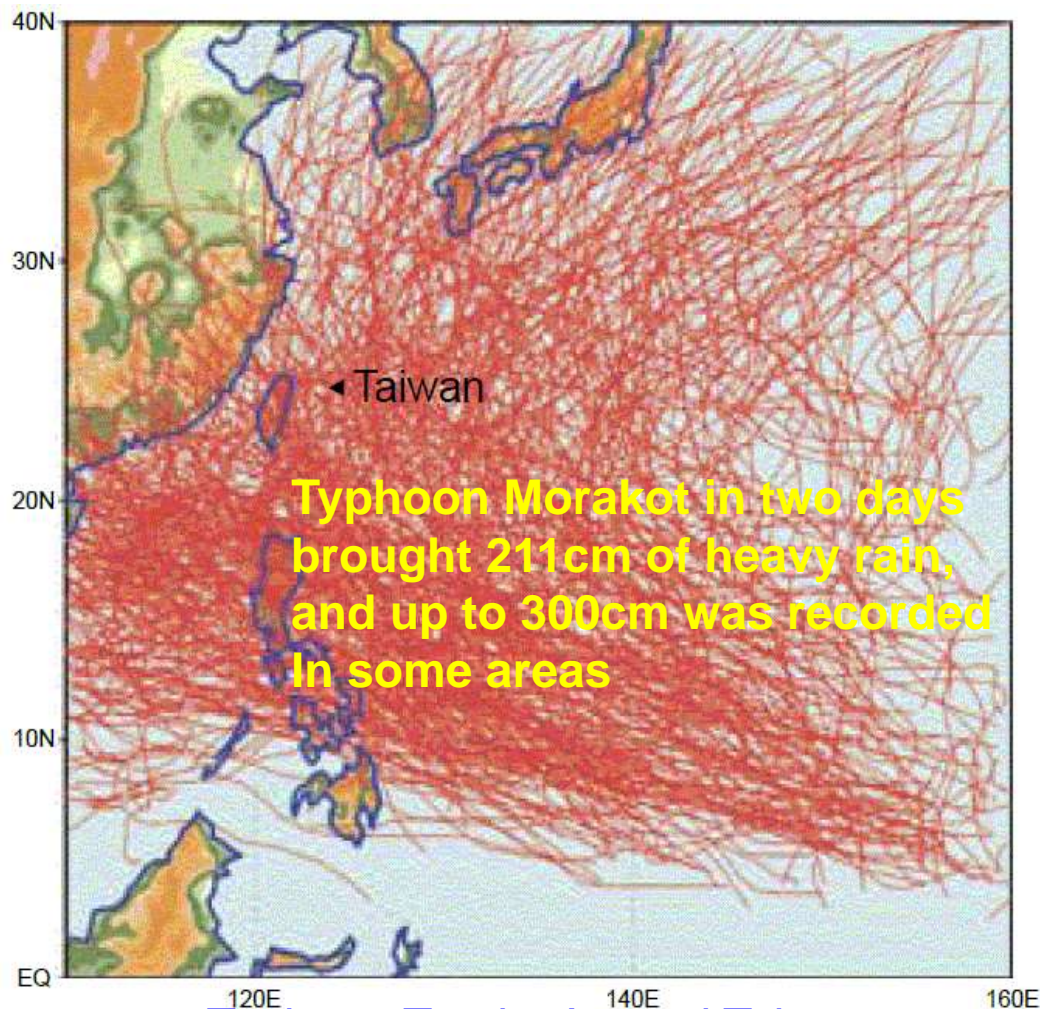 40N
30N
◄ Taiwan
20N
Typhoon Morakot in two days
brought 211cm of heavy rain,
and up to 300cm was recorded
In some areas
10N
EQ
120E
140E
160E